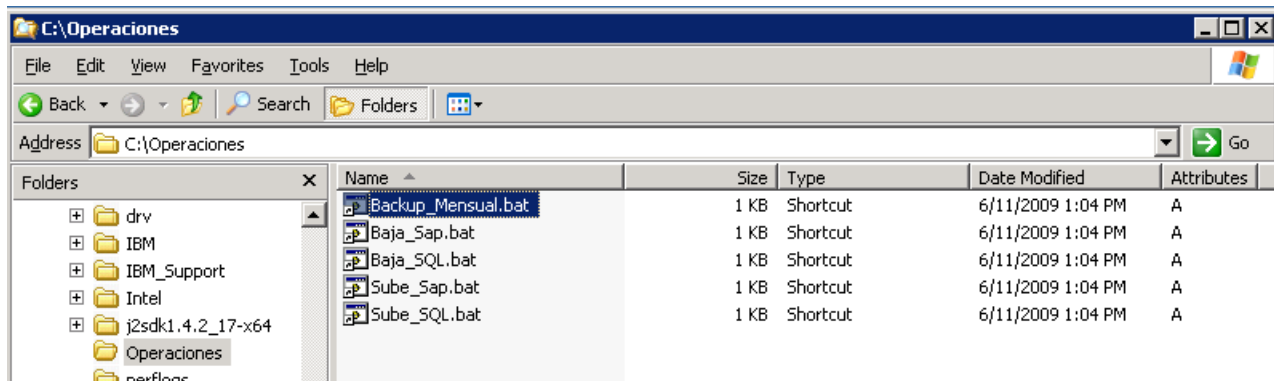 C:\Operaciones
File Edit View Favorites Tools Help
Back Search Folders
Address C:\Operaciones Go
Folders x Name Size Type Date Modified Attributes
drv
IBM
IBM_Support
Intel
j2sdk1.4.2_17-x64
Operaciones
perflogs
Backup_Mensual.bat 1 KB Shortcut 6/11/2009 1:04 PM A
Baja_Sap.bat 1 KB Shortcut 6/11/2009 1:04 PM A
Baja_SQL.bat 1 KB Shortcut 6/11/2009 1:04 PM A
Sube_Sap.bat 1 KB Shortcut 6/11/2009 1:04 PM A
Sube_SQL.bat 1 KB Shortcut 6/11/2009 1:04 PM A